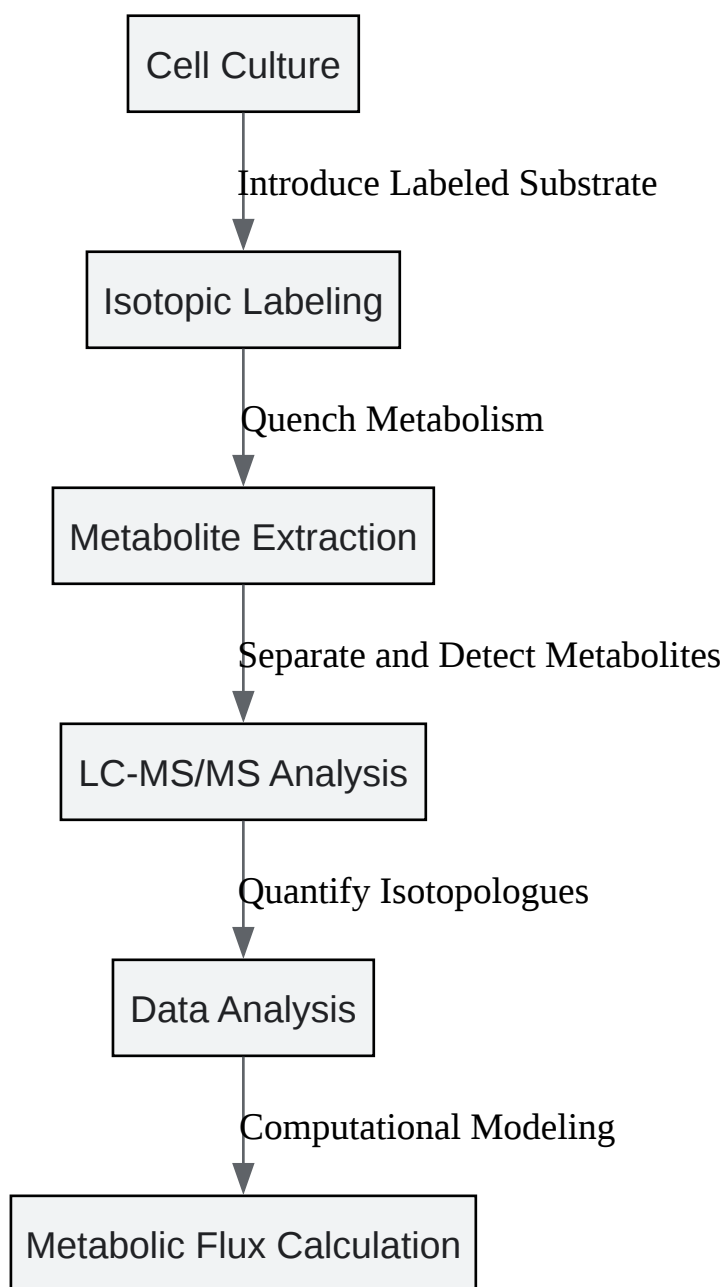 Cell Culture
Introduce Labeled Substrate
Isotopic Labeling
Quench Metabolism
Metabolite Extraction
Separate and Detect Metabolites
LC-MS/MS Analysis
Quantify Isotopologues
Data Analysis
Computational Modeling
Metabolic Flux Calculation